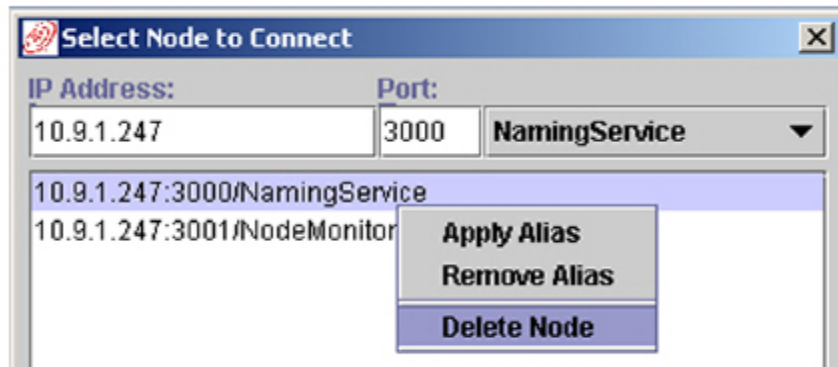 Select Node to Connect
IP Address: Port:
10.9.1.247 3000 NamingService
10.9.1.247:3000/NamingService
10.9.1.247:3001/NodeMonitor
Apply Alias
Remove Alias
Delete Node